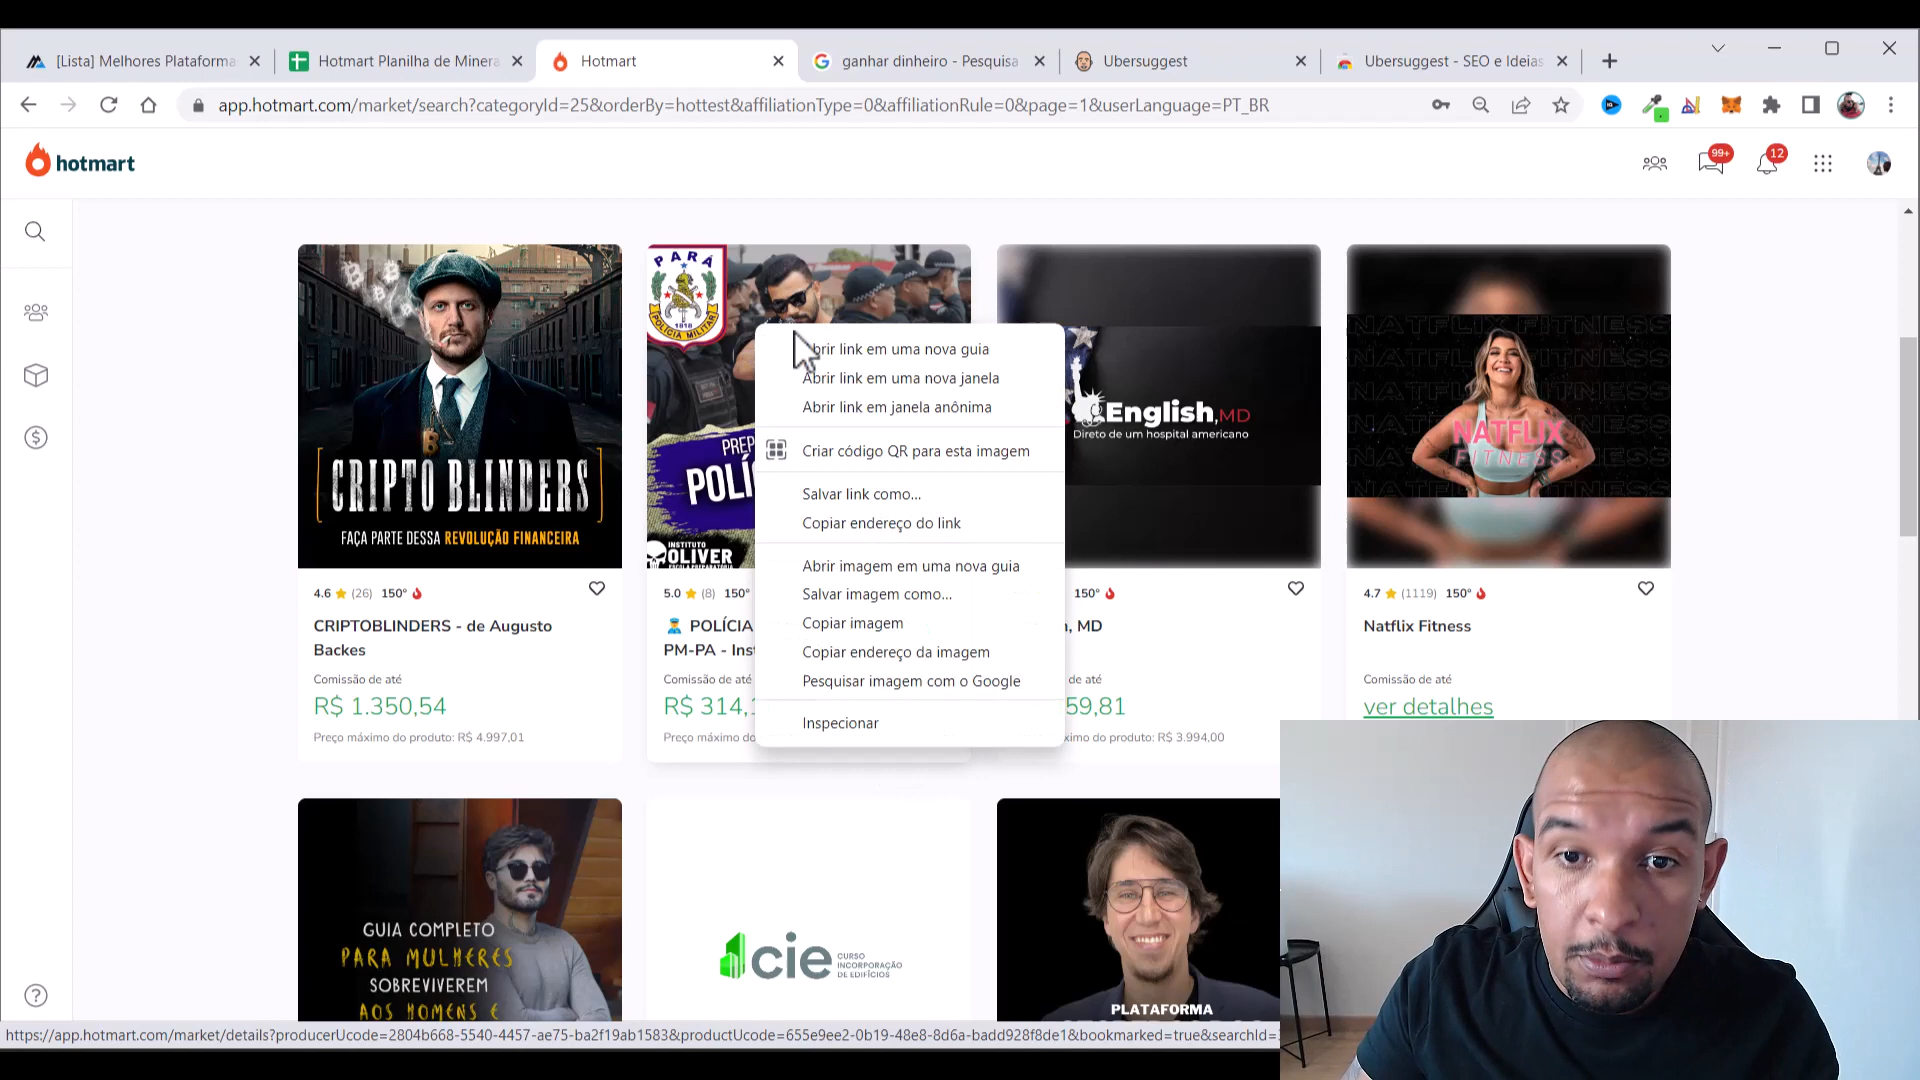 [Lista] Melhores Plataforma
Hotmart Planilha de Minera
Hotmart
ganhar dinheiro - Pesquisa
Ubersuggest
Ubersuggest - SEO e Ideias
app.hotmart.com/market/search?categoryId=25&orderBy=hottest&affiliationType=0&affiliationRule=0&page=1&userLanguage=PT_BR
hotmart
99+
12
CRIPTO BLINDERS
FAÇA PARTE DESSA REVOLUÇÃO FINANCEIRA
4.6 (26) 150°
CRIPTOBLINDERS - de Augusto
Backes
Comissão de até
R$ 1.350,54
Preço máximo do produto: R$ 4.997,01
PARÁ
1818
POLÍCIA MILITAR
PREP
POLÍ
INSTITUTO
OLIVER
5.0 (8) 150°
POLÍCIA
PM-PA - Ins
Comissão de até
R$ 314,
Preço máximo do
brir link em uma nova guia
Abrir link em uma nova janela
Abrir link em janela anônima
Criar código QR para esta imagem
Salvar link como...
Copiar endereço do link
Abrir imagem em uma nova guia
Salvar imagem como...
Copiar imagem
Copiar endereço da imagem
Pesquisar imagem com o Google
Inspecionar
English,MD
Direto de um hospital americano
150°
, MD
de até
59,81
ximo do produto: R$ 3.994,00
NATFLIX FITNESS
NATFLIX
FITNESS
4.7 (1119) 150°
Natflix Fitness
Comissão de até
ver detalhes
GUIA COMPLETO
PARA MULHERES
SOBREVIVEREM
AOS HOMENS E
cie
CURSO
INCORPORAÇÃO
DE EDIFÍCIOS
PLATAFORMA
https://app.hotmart.com/market/details?producerUcode=2804b668-5540-4457-ae75-ba2f19ab1583&productUcode=655e9ee2-0b19-48e8-8d6a-badd928f8de1&bookmarked=true&searchId=